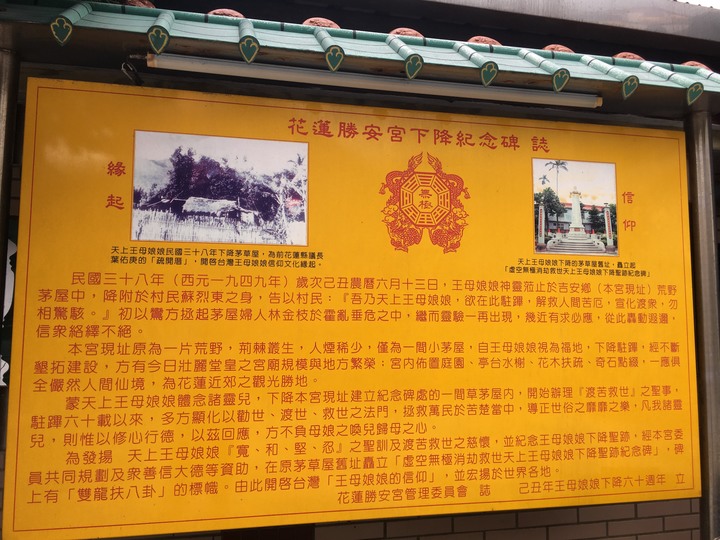 花蓮勝安宮下降紀念碑 誌
緣起
無極
信仰
天上王母娘娘民國三十八年下降茅草屋，為前花蓮縣議長
葉佑庚的「疏開厝」，開啓台灣王母娘娘信仰文化緣起。
天上王母娘娘下降的茅草屋舊址，矗立起
「虛空無極消劫救世天上王母娘娘下降聖跡紀念碑」
民國三十八年（西元一九四九年）歲次己丑農曆六月十三日，王母娘娘神靈蒞止於吉安鄉（本宮現址）荒野
茅屋中，降附於村民蘇烈東之身，告以村民：『吾乃天上王母娘娘，欲在此駐蹕，解救人間苦厄，宣化渡衆、勿
相驚駭。』初以鸞方拯起茅屋婦人林金枝於霍亂垂危之中，繼而靈驗一再出現，幾近有求必應，從此轟動遐邇，
信衆絡繹不絕。
本宮現址原為一片荒野，荊棘叢生，人煙稀少，僅為一間小茅屋，自王母娘娘視為福地，下降駐蹕，經不斷
墾拓建設，方有今日壯麗堂皇之宮廟規模與地方繁榮；宮內佈置庭園、亭台水榭、花木扶疏、奇石點綴，一應俱
全儼然人間仙境，為花蓮近郊之觀光勝地。
蒙天上王母娘娘體念諸靈兒，下降本宮現址建立紀念碑處的一間草茅屋內，開始辦理『渡苦救世』之聖事，
駐蹕六十載以來，多方顯化以勸世、渡世、救世之法門，拯救萬民於苦楚當中，導正世俗之靡靡之樂，凡我諸靈
兒，則惟以修心行德，以茲回應，方不負母娘之喚兒歸母之心。
為發揚 天上王母娘娘『寬、和、堅、忍』之聖訓及渡苦救世之慈懷，並紀念王母娘娘下降聖跡，經本宮委
員共同規劃及衆善信大德等資助，在原茅草屋舊址矗立「虛空無極消劫救世天上王母娘娘下降聖跡紀念碑」，碑
上有「雙龍扶八卦」的標幟。由此開啓台灣「王母娘娘的信仰」，並宏揚於世界各地。
花蓮勝安宮管理委員會 誌 己丑年王母娘娘下降六十週年 立